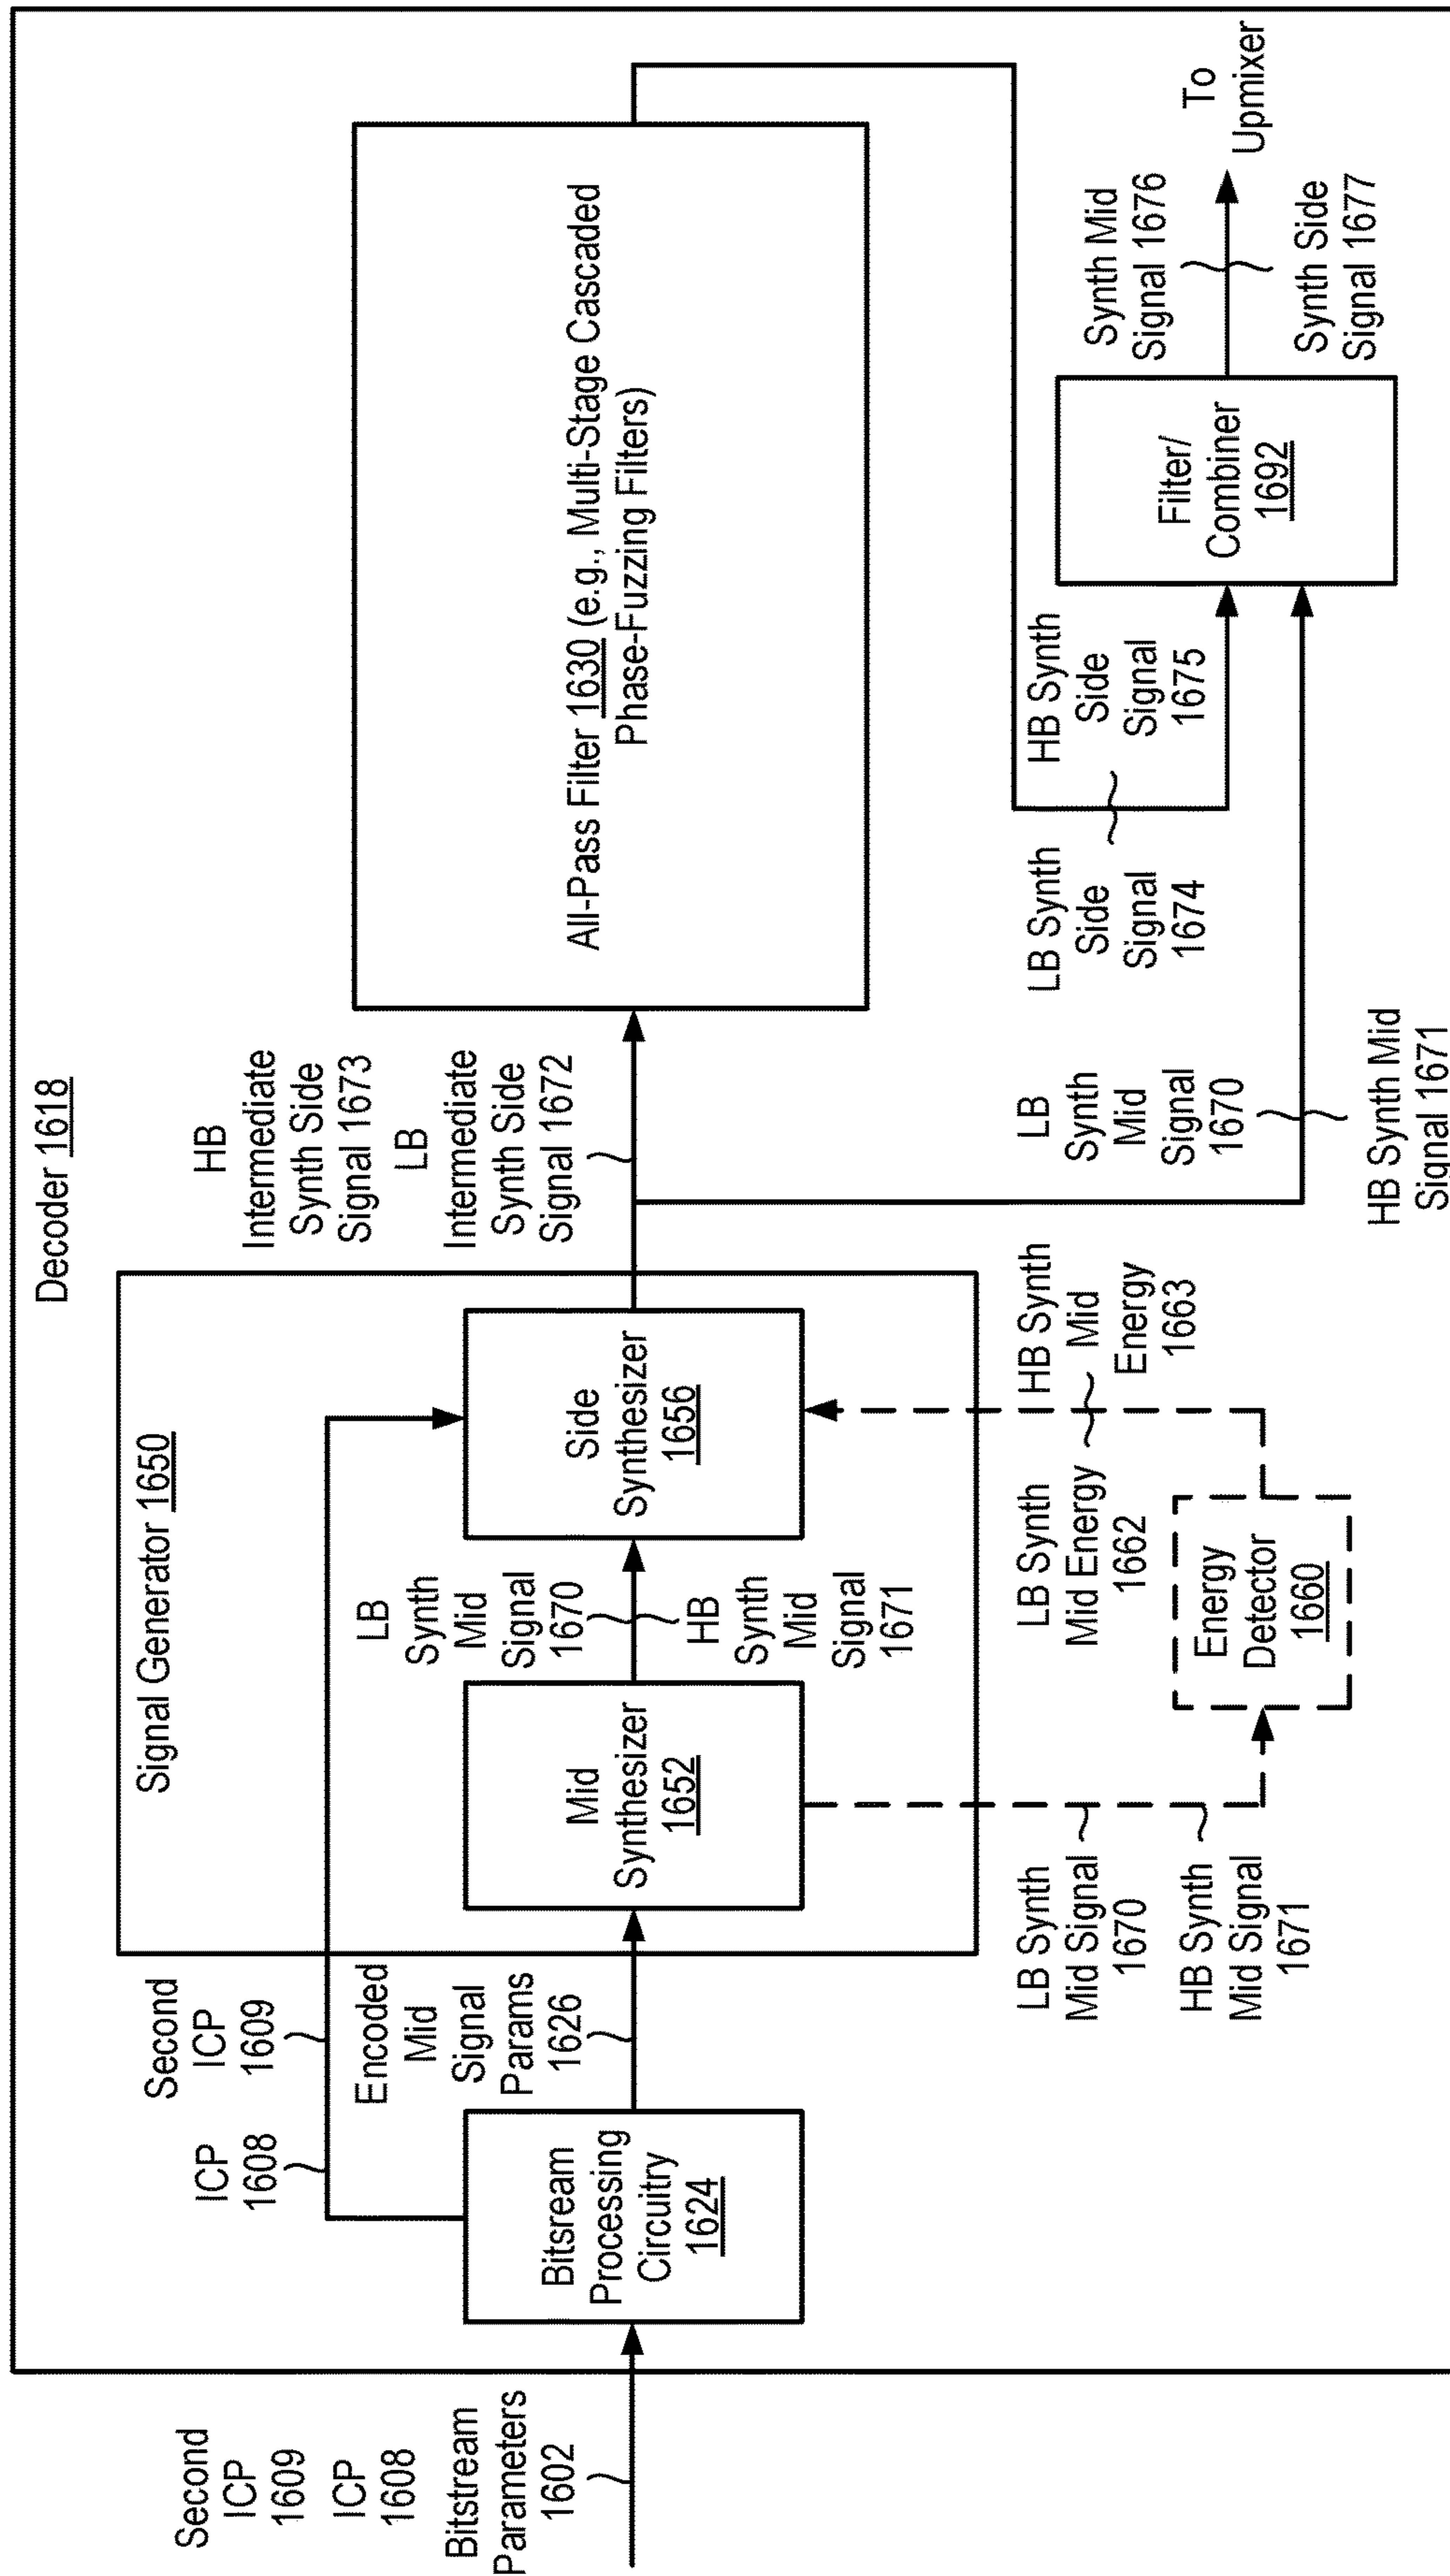 Decoder 1618
Second
ICP
1609
ICP
1608
Bitstream
Parameters
1602
Bitsream
Processing
Circuitry
1624
ICP
1608
Second
ICP
1609
Encoded
Mid
Signal
Params
1626
Signal Generator 1650
Mid
Synthesizer
1652
LB
Synth
Mid
Signal
1670
HB
Synth
Mid
Signal
1671
Side
Synthesizer
1656
LB Synth
Mid Signal
1670
HB Synth
Mid Signal
1671
Energy
Detector
1660
LB Synth
Mid Energy
1662
HB Synth
Mid
Energy
1663
HB
Intermediate
Synth Side
Signal 1673
LB
Intermediate
Synth Side
Signal 1672
All-Pass Filter 1630 (e.g., Multi-Stage Cascaded
Phase-Fuzzing Filters)
LB
Synth
Mid
Signal
1670
HB Synth Mid
Signal 1671
LB Synth
Side
Signal
1674
HB Synth
Side
Signal
1675
Filter/
Combiner
1692
Synth Mid
Signal 1676
Synth Side
Signal 1677
To
Upmixer